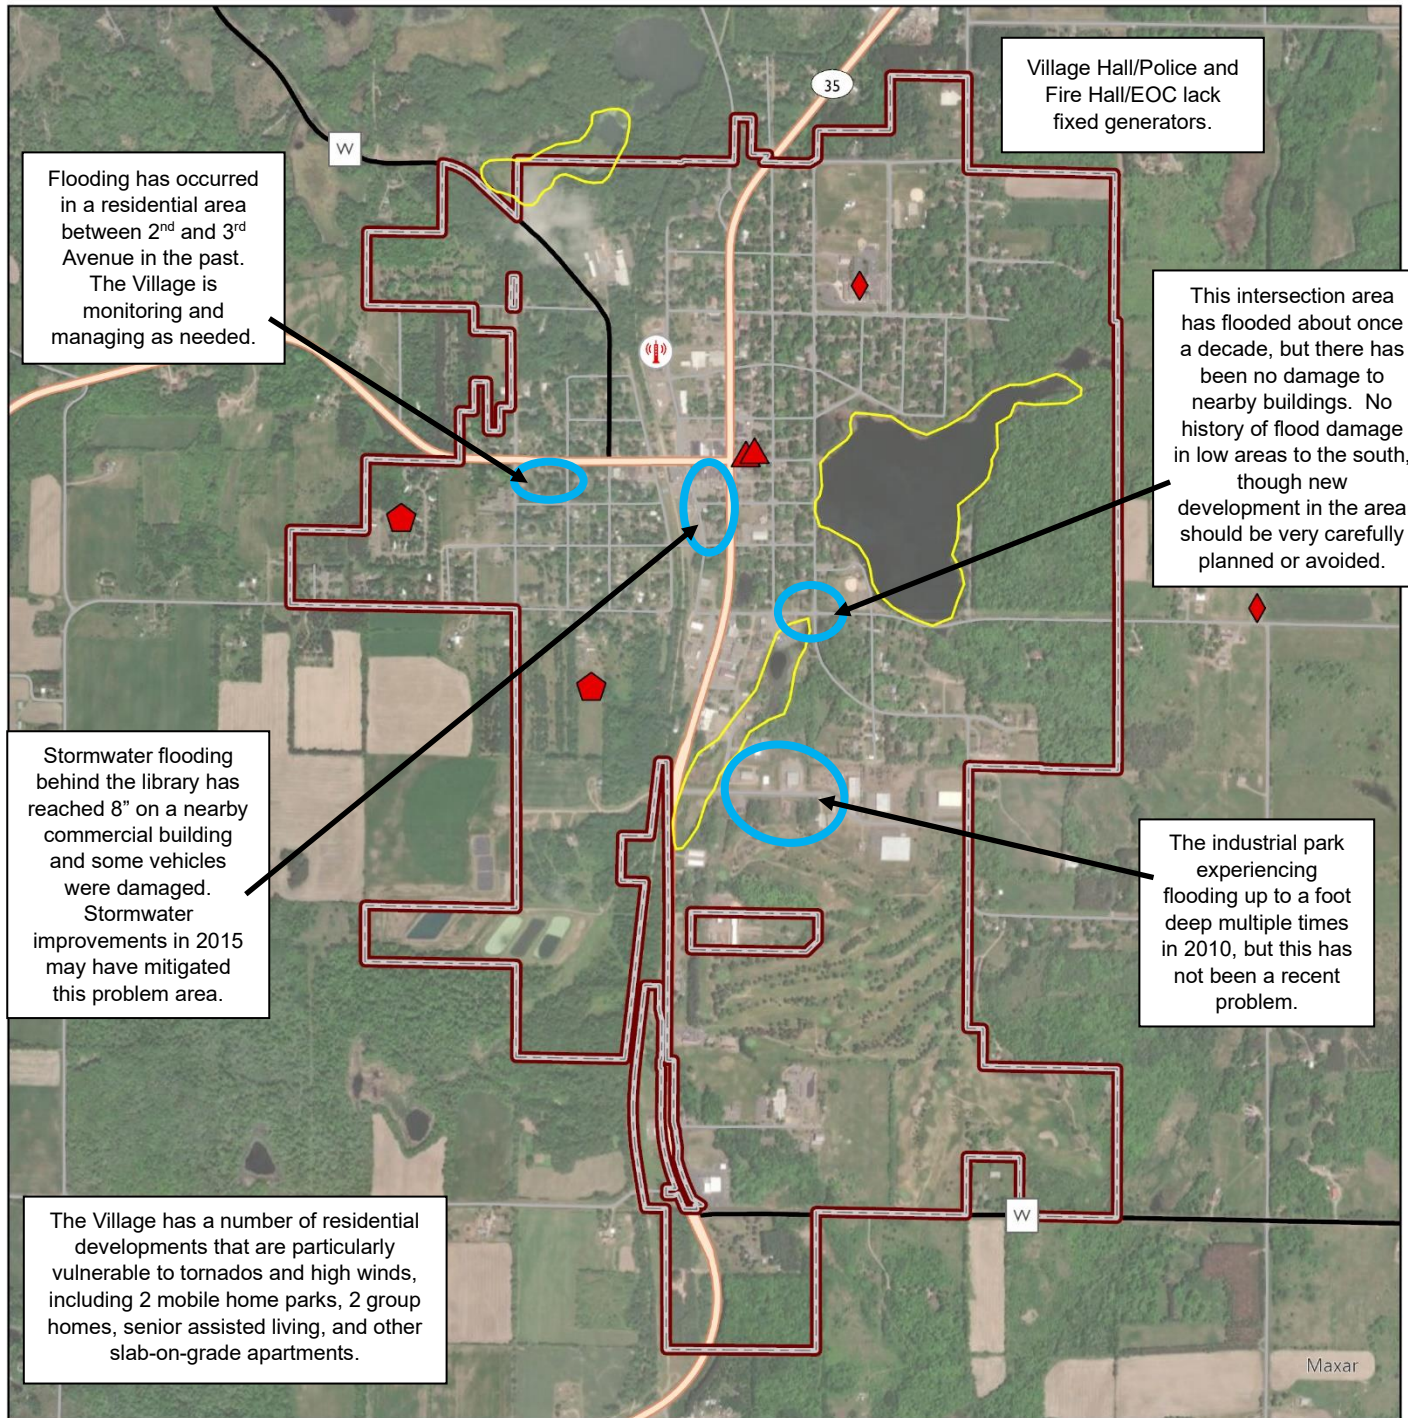 35
Village Hall/Police and
Fire Hall/EOC lack
fixed generators.
W
Flooding has occurred
in a residential area
between 2nd and 3rd
Avenue in the past.
The Village is
monitoring and
managing as needed.
This intersection area
has flooded about once
a decade, but there has
been no damage to
nearby buildings. No
history of flood damage
in low areas to the south,
though new
development in the area
should be very carefully
planned or avoided.
Stormwater flooding
behind the library has
reached 8” on a nearby
commercial building
and some vehicles
were damaged.
Stormwater
improvements in 2015
may have mitigated
this problem area.
The industrial park
experiencing
flooding up to a foot
deep multiple times
in 2010, but this has
not been a recent
problem.
W
The Village has a number of residential
developments that are particularly
vulnerable to tornados and high winds,
including 2 mobile home parks, 2 group
homes, senior assisted living, and other
slab-on-grade apartments.
Maxar